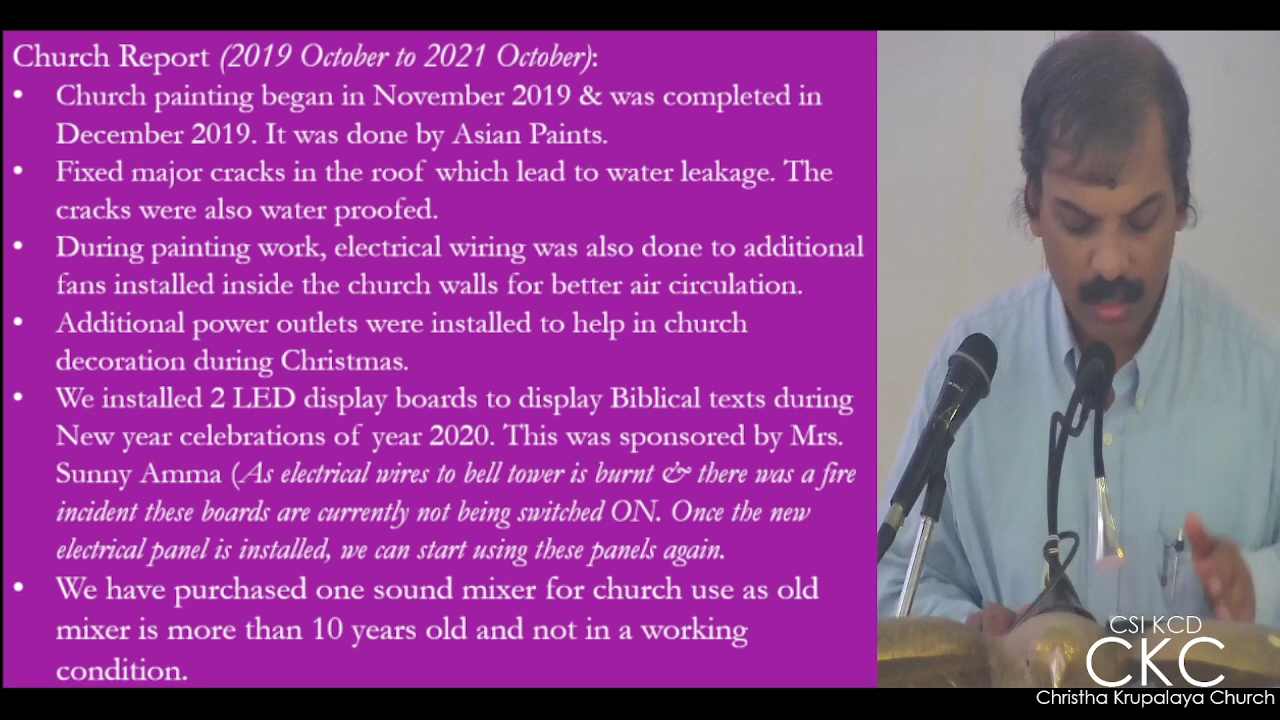 Church Report (2019 October to 2021 October):
• Church painting began in November 2019 & was completed in
December 2019. It was done by Asian Paints.
• Fixed major cracks in the roof which lead to water leakage. The
cracks were also water proofed.
• During painting work, electrical wiring was also done to additional
fans installed inside the church walls for better air circulation.
• Additional power outlets were installed to help in church
decoration during Christmas.
• We installed 2 LED display boards to display Biblical texts during
New year celebrations of year 2020. This was sponsored by Mrs.
Sunny Amma (As electrical wires to bell tower is burnt & there was a fire
incident these boards are currently not being switched ON. Once the new
electrical panel is installed, we can start using these panels again.
• We have purchased one sound mixer for church use as old
mixer is more than 10 years old and not in a working
condition.
CSI KCD
CKC
Christha Krupalaya Church